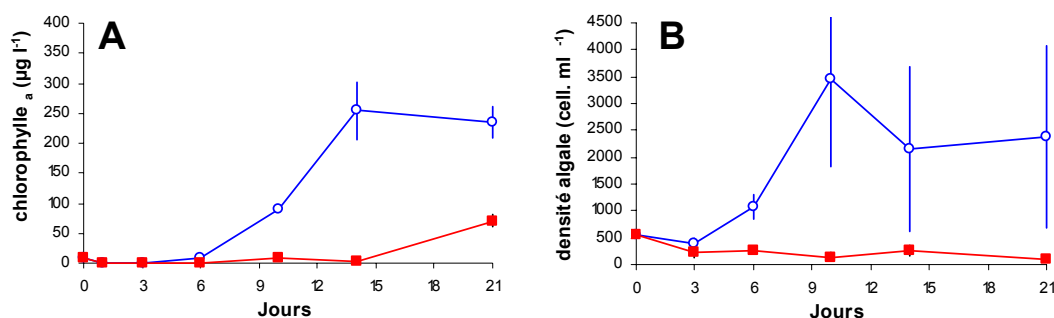 A
chlorophylle a (µg l-1)
400
350
300
250
200
150
100
50
0
0 3 6 9 12 15 18 21
Jours
B
densité algale (cell. ml -1)
4500
4000
3500
3000
2500
2000
1500
1000
500
0
0 3 6 9 12 15 18 21
Jours